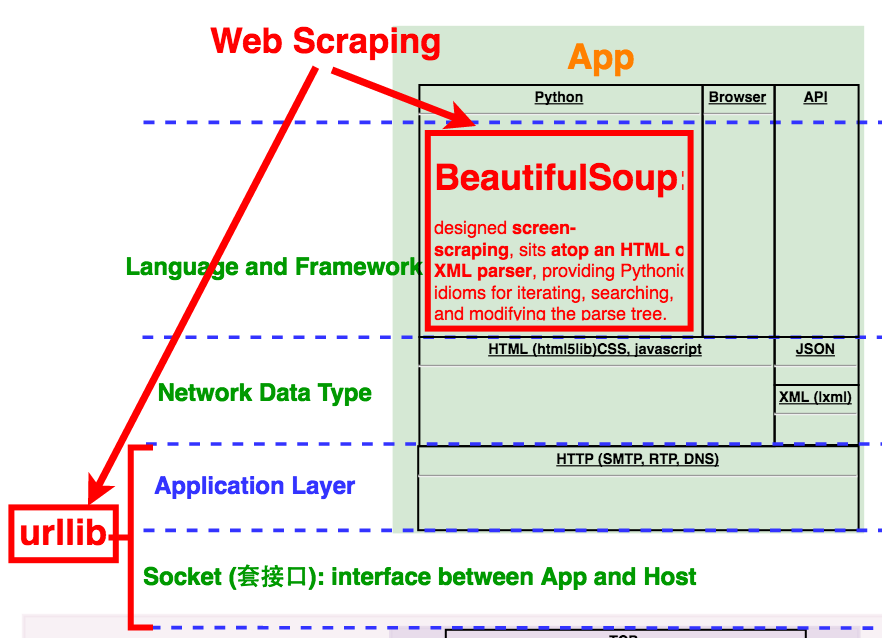 Web Scraping
App
Python
Browser
API
BeautifulSoup:
designed screen-
scraping, sits atop an HTML o
XML parser, providing Pythonic
idioms for iterating, searching,
and modifying the parse tree.
Language and Framework
HTML (html5lib)CSS, javascript
JSON
Network Data Type
XML (lxml)
HTTP (SMTP, RTP, DNS)
Application Layer
urllib
Socket (套接口): interface between App and Host